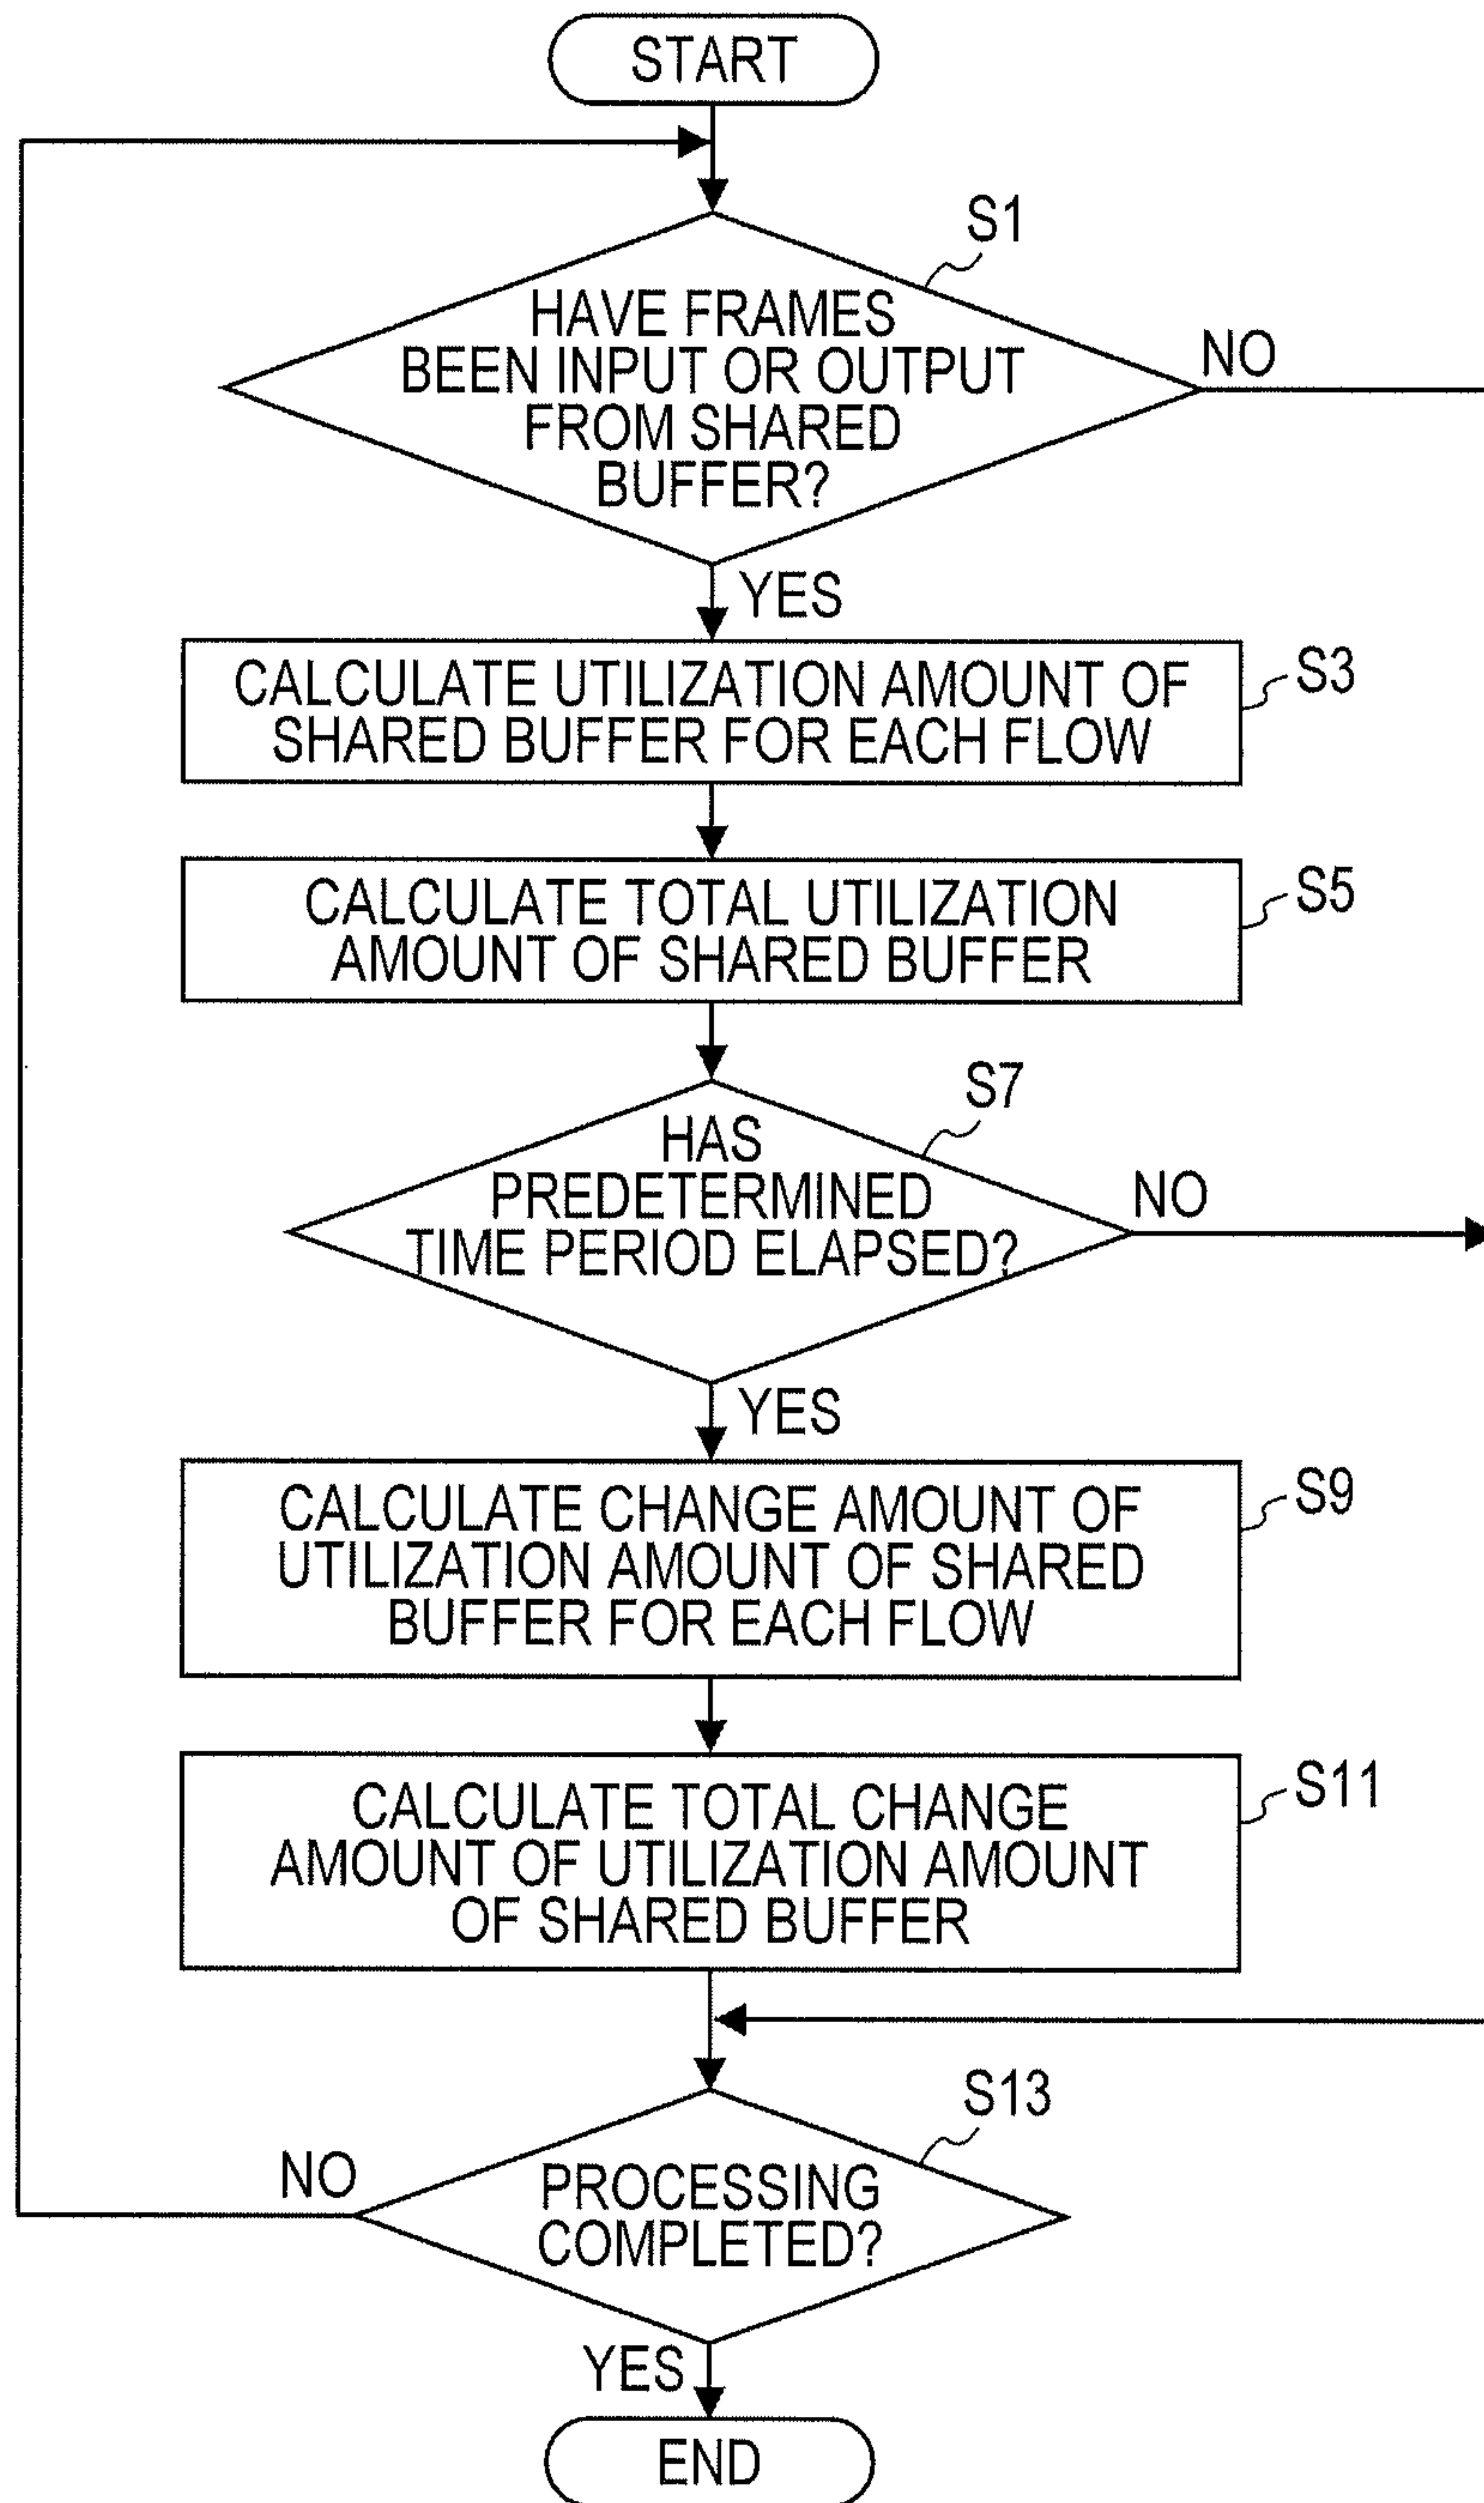 START
S1
HAVE FRAMES
BEEN INPUT OR OUTPUT
FROM SHARED
BUFFER?
NO
YES
CALCULATE UTILIZATION AMOUNT OF
SHARED BUFFER FOR EACH FLOW
S3
CALCULATE TOTAL UTILIZATION
AMOUNT OF SHARED BUFFER
S5
S7
HAS
PREDETERMINED
TIME PERIOD ELAPSED?
NO
YES
CALCULATE CHANGE AMOUNT OF
UTILIZATION AMOUNT OF SHARED
BUFFER FOR EACH FLOW
S9
CALCULATE TOTAL CHANGE
AMOUNT OF UTILIZATION AMOUNT
OF SHARED BUFFER
S11
S13
NO
PROCESSING
COMPLETED?
YES
END